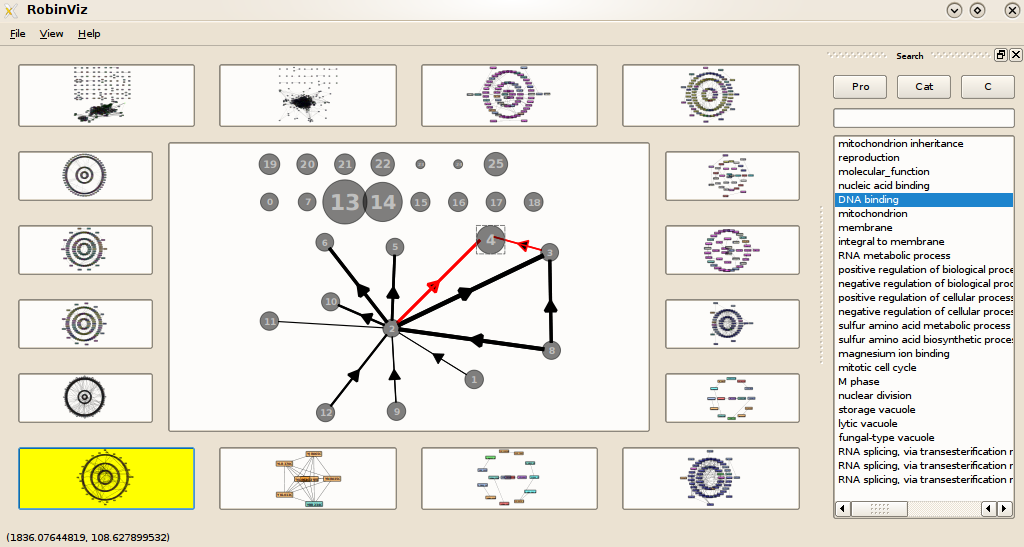 RobinViz
File View Help
Search
Pro Cat C
19 20 21 22 25
0 7 13 14 15 16 17 18
6 5 4 3
10
11 2
8
1
12 9
mitochondrion inheritance
reproduction
molecular_function
nucleic acid binding
DNA binding
mitochondrion
membrane
integral to membrane
RNA metabolic process
positive regulation of biological proce
negative regulation of biological proce
positive regulation of cellular process
negative regulation of cellular proces
sulfur amino acid metabolic process
sulfur amino acid biosynthetic proces
magnesium ion binding
mitotic cell cycle
M phase
nuclear division
storage vacuole
lytic vacuole
fungal-type vacuole
RNA splicing, via transesterification r
RNA splicing, via transesterification r
RNA splicing, via transesterification r
(1836.07644819, 108.627899532)